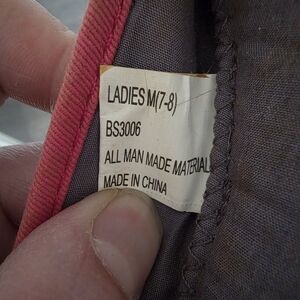 LADIES M(7-8)
BS3006
ALL MAN MADE MATERIAL
MADE IN CHINA